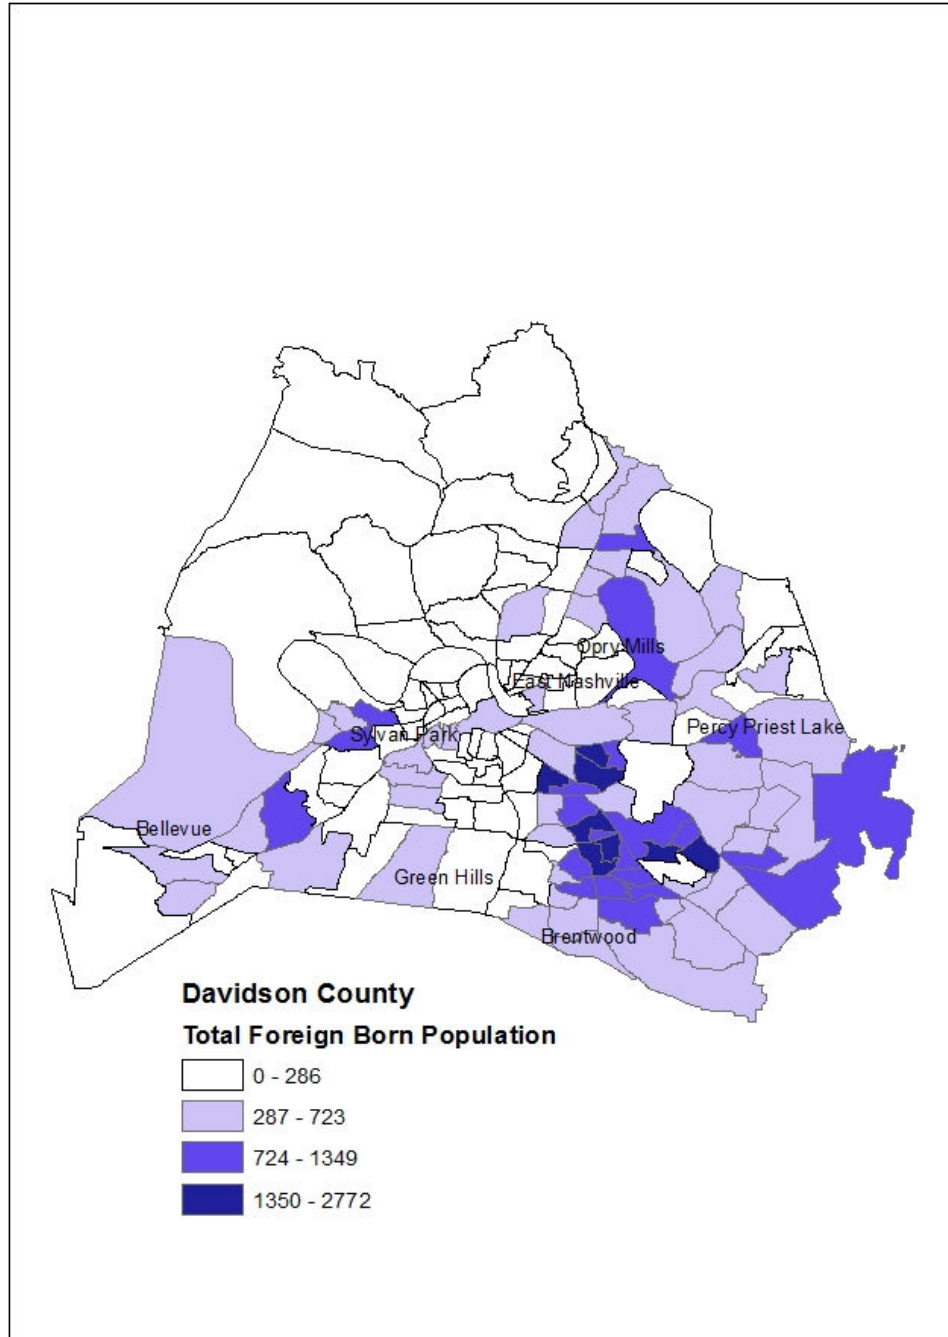 Opry Mills
East Nashville
Percy Priest Lake
Sylvan Park
Bellevue
Green Hills
Brentwood
Davidson County
Total Foreign Born Population
0 - 286
287 - 723
724 - 1349
1350 - 2772